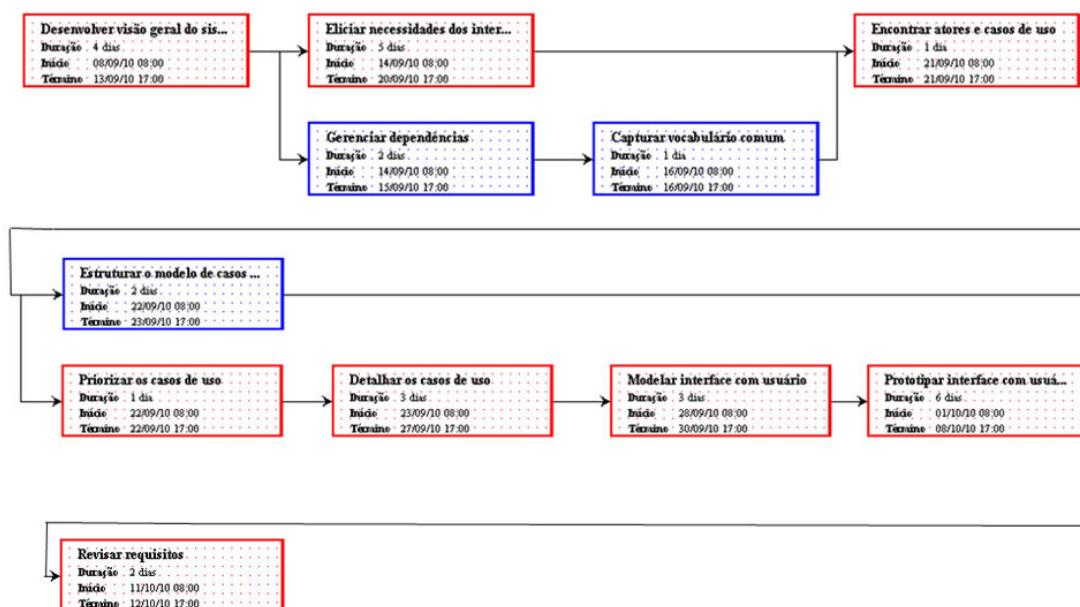 Desenvolver visão geral do sis...
Duração 4 dias
Início 08/09/10 08:00
Término 13/09/10 17:00
Eliciar necessidades dos inter...
Duração 5 dias
Início 14/09/10 08:00
Término 20/09/10 17:00
Encontrar atores e casos de uso
Duração 1 dia
Início 21/09/10 08:00
Término 21/09/10 17:00
Gerenciar dependências
Duração 2 dias
Início 14/09/10 08:00
Término 15/09/10 17:00
Capturar vocabulário comum
Duração 1 dia
Início 16/09/10 08:00
Término 16/09/10 17:00
Estruturar o modelo de casos ...
Duração 2 dias
Início 22/09/10 08:00
Término 23/09/10 17:00
Priorizar os casos de uso
Duração 1 dia
Início 22/09/10 08:00
Término 22/09/10 17:00
Detalhar os casos de uso
Duração 3 dias
Início 23/09/10 08:00
Término 27/09/10 17:00
Modelar interface com usuário
Duração 3 dias
Início 28/09/10 08:00
Término 30/09/10 17:00
Prototipar interface com usuá...
Duração 6 dias
Início 01/10/10 08:00
Término 08/10/10 17:00
Revisar requisitos
Duração 2 dias
Início 11/10/10 08:00
Término 12/10/10 17:00